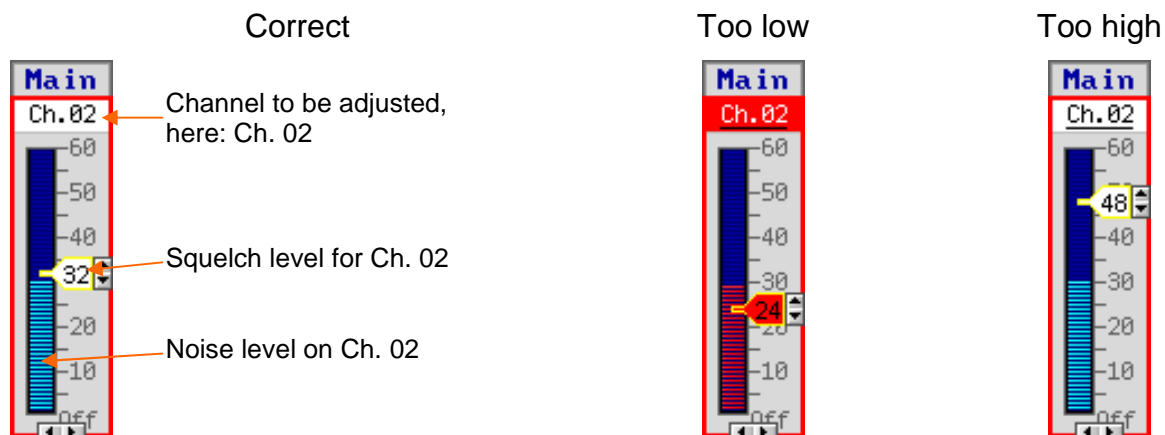 Correct
Too low
Too high
Main
Ch.02
60
50
40
32
20
10
Off
Channel to be adjusted,
here: Ch. 02
Squelch level for Ch. 02
Noise level on Ch. 02
Main
Ch.02
60
50
40
30
24
20
10
Off
Main
Ch.02
60
48
40
30
20
10
Off